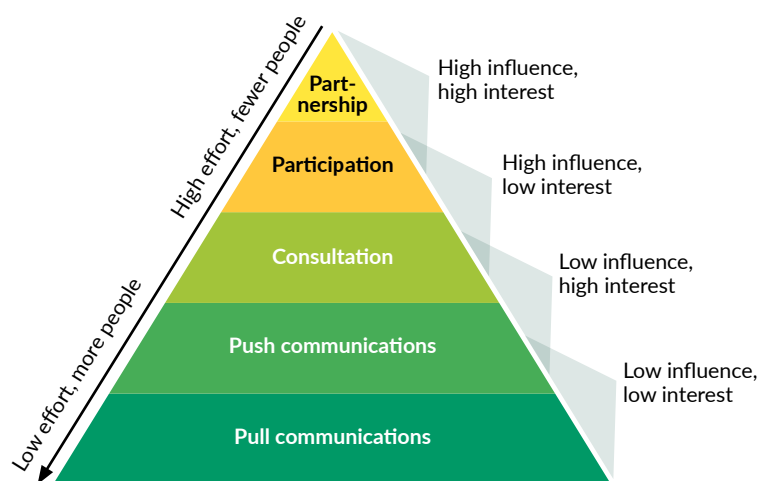 High effort, fewer people
Low effort, more people
Part-
nership
Participation
Consultation
Push communications
Pull communications
High influence,
high interest
High influence,
low interest
Low influence,
high interest
Low influence,
low interest